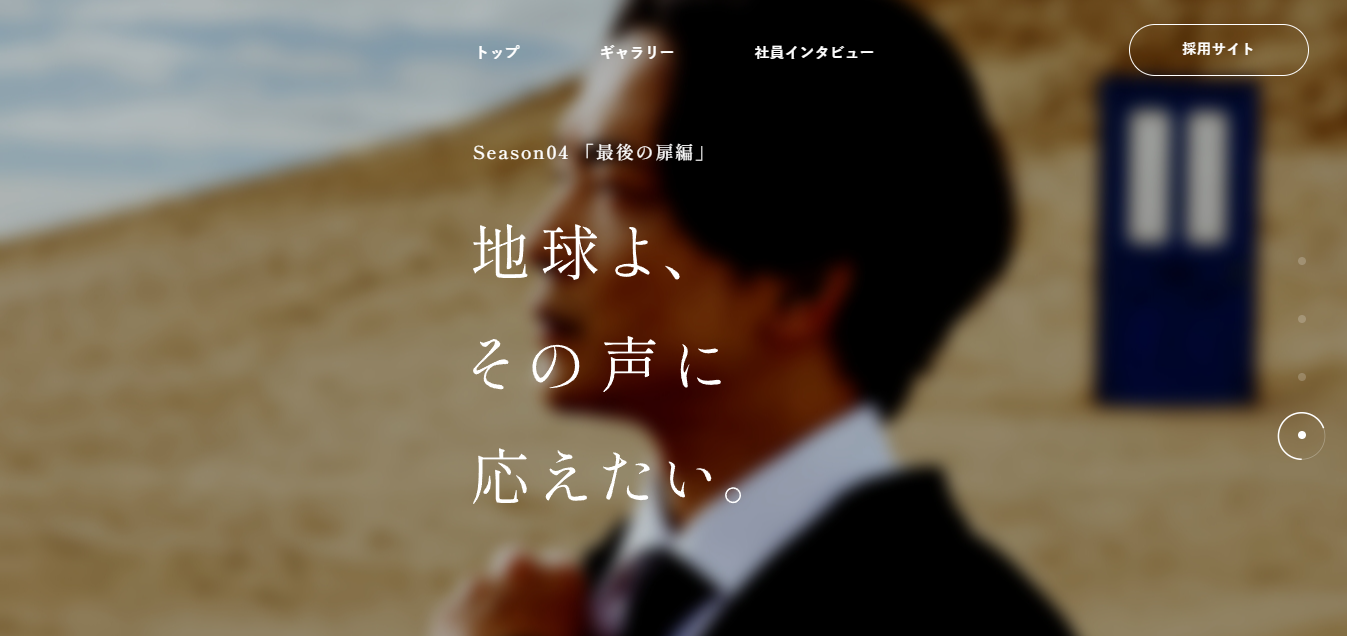 トップ
ギャラリー
社員インタビュー
採用サイト
Season04 「最後の扉編」
地球よ、
その声に
応えたい。